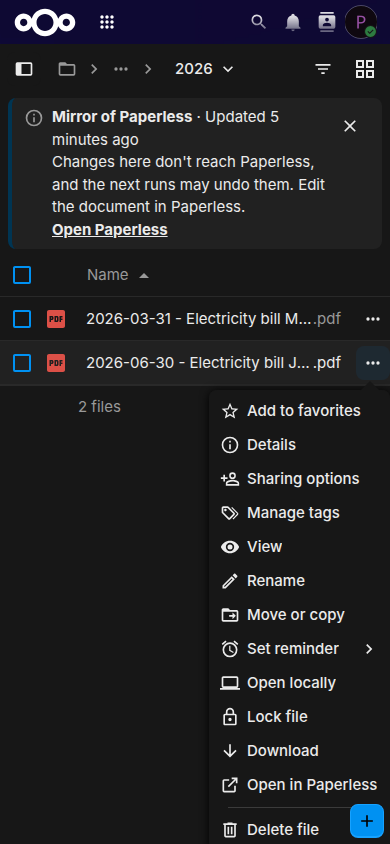 P
2026
Mirror of Paperless · Updated 5
minutes ago
Changes here don't reach Paperless,
and the next runs may undo them. Edit
the document in Paperless.
Open Paperless
Name
PDF 2026-03-31 - Electricity bill M... .pdf
PDF 2026-06-30 - Electricity bill J... .pdf
2 files
Add to favorites
Details
Sharing options
Manage tags
View
Rename
Move or copy
Set reminder
Open locally
Lock file
Download
Open in Paperless
Delete file